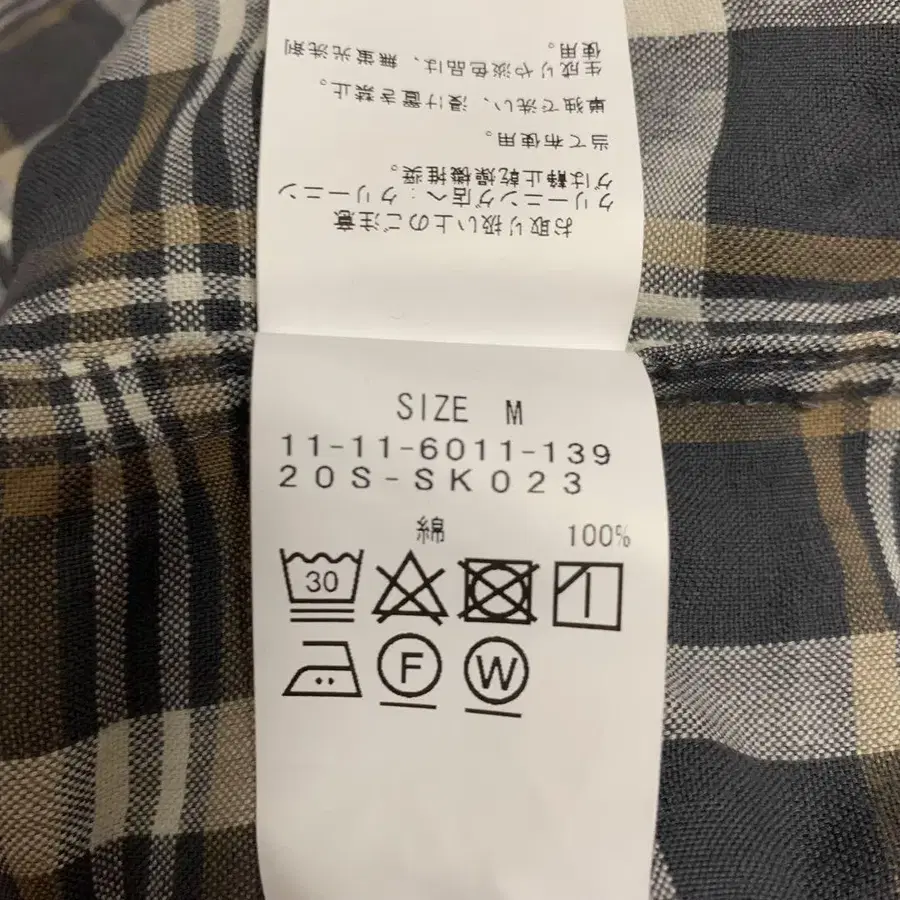 お取り扱い上のご注意
クリーニング店へ：クリーニン
グは静止乾燥機推奨。
当て布使用。
単独で洗い、浸け置き禁止。
生成りや淡色品は、無蛍光洗剤
使用。
SIZE M
11-11-6011-139
20S-SK023
綿 100%
30
F W